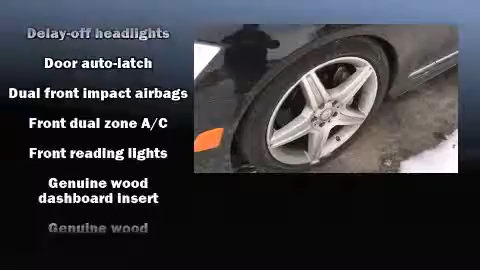 Delay-off headlights
Door auto-latch
Dual front impact airbags
Front dual zone A/C
Front reading lights
Genuine wood
dashboard insert
Genuine wood